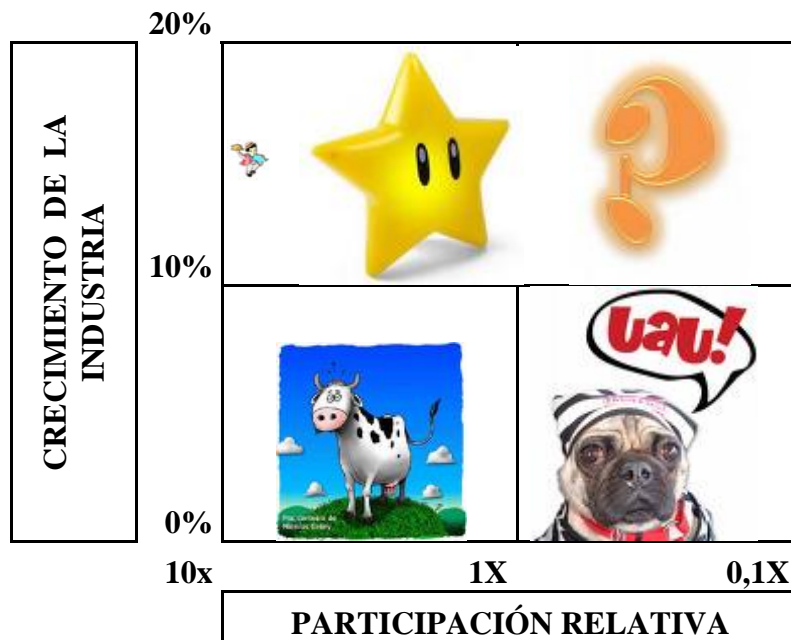 20%
CRECIMIENTO DE LA
INDUSTRIA
10%
uau!
0%
10x 1X 0,1X
PARTICIPACIÓN RELATIVA